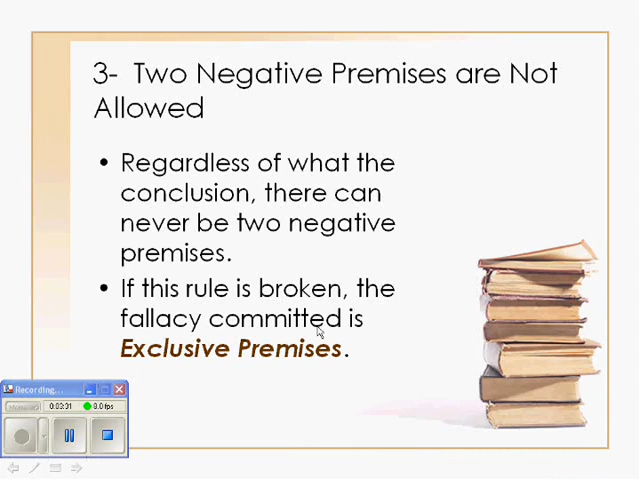 3- Two Negative Premises are Not
Allowed
• Regardless of what the
conclusion, there can
never be two negative
premises.
• If this rule is broken, the
fallacy committed is
Exclusive Premises.
Recording...
0:03:31 8.0 fps